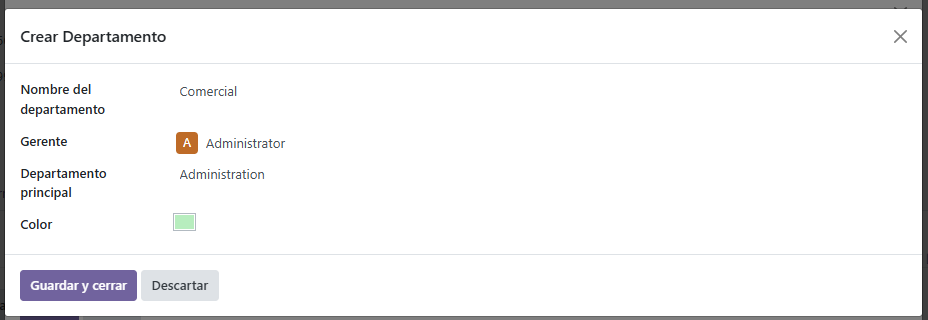 Crear Departamento
Nombre del
departamento
Comercial
Gerente
A Administrator
Departamento
principal
Administration
Color
Guardar y cerrar
Descartar